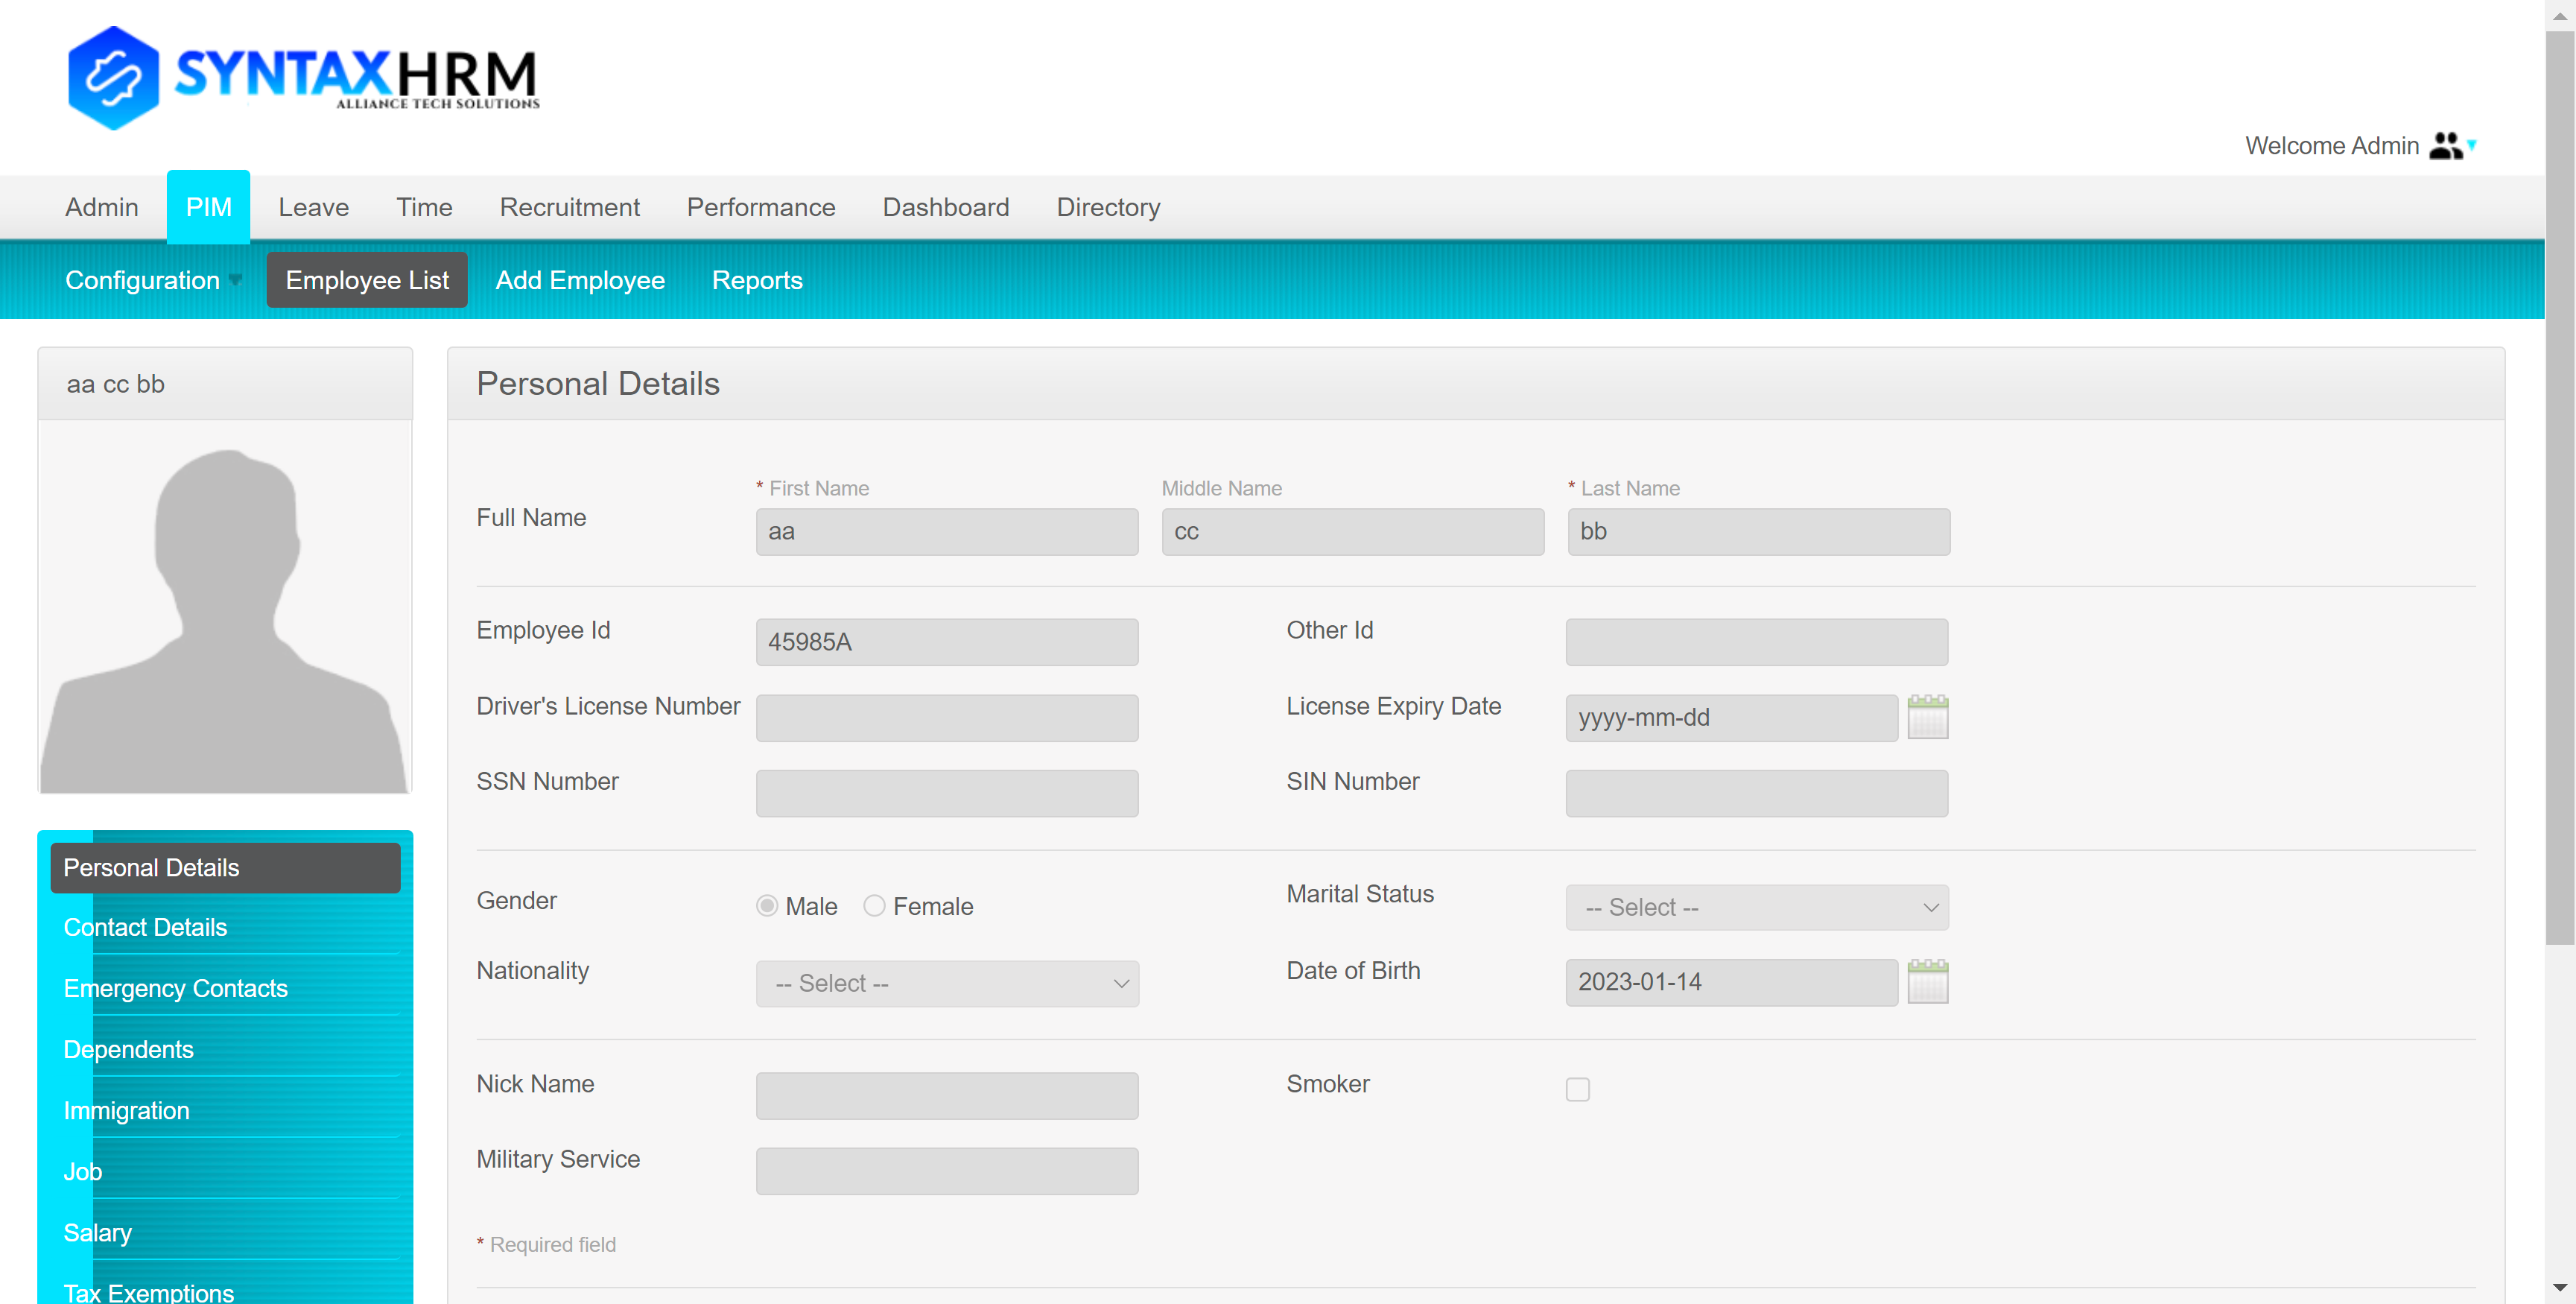 SYNTAXHRM
ALLIANCE TECH SOLUTIONS
Welcome Admin
Admin PIM Leave Time Recruitment Performance Dashboard Directory
Configuration Employee List Add Employee Reports
aa cc bb
Personal Details
* First Name Middle Name * Last Name
Full Name aa cc bb
Employee Id 45985A Other Id
Driver's License Number License Expiry Date yyyy-mm-dd
SSN Number SIN Number
Gender Male Female Marital Status -- Select --
Nationality -- Select -- Date of Birth 2023-01-14
Nick Name Smoker
Military Service
* Required field
Personal Details
Contact Details
Emergency Contacts
Dependents
Immigration
Job
Salary
Tax Exemptions